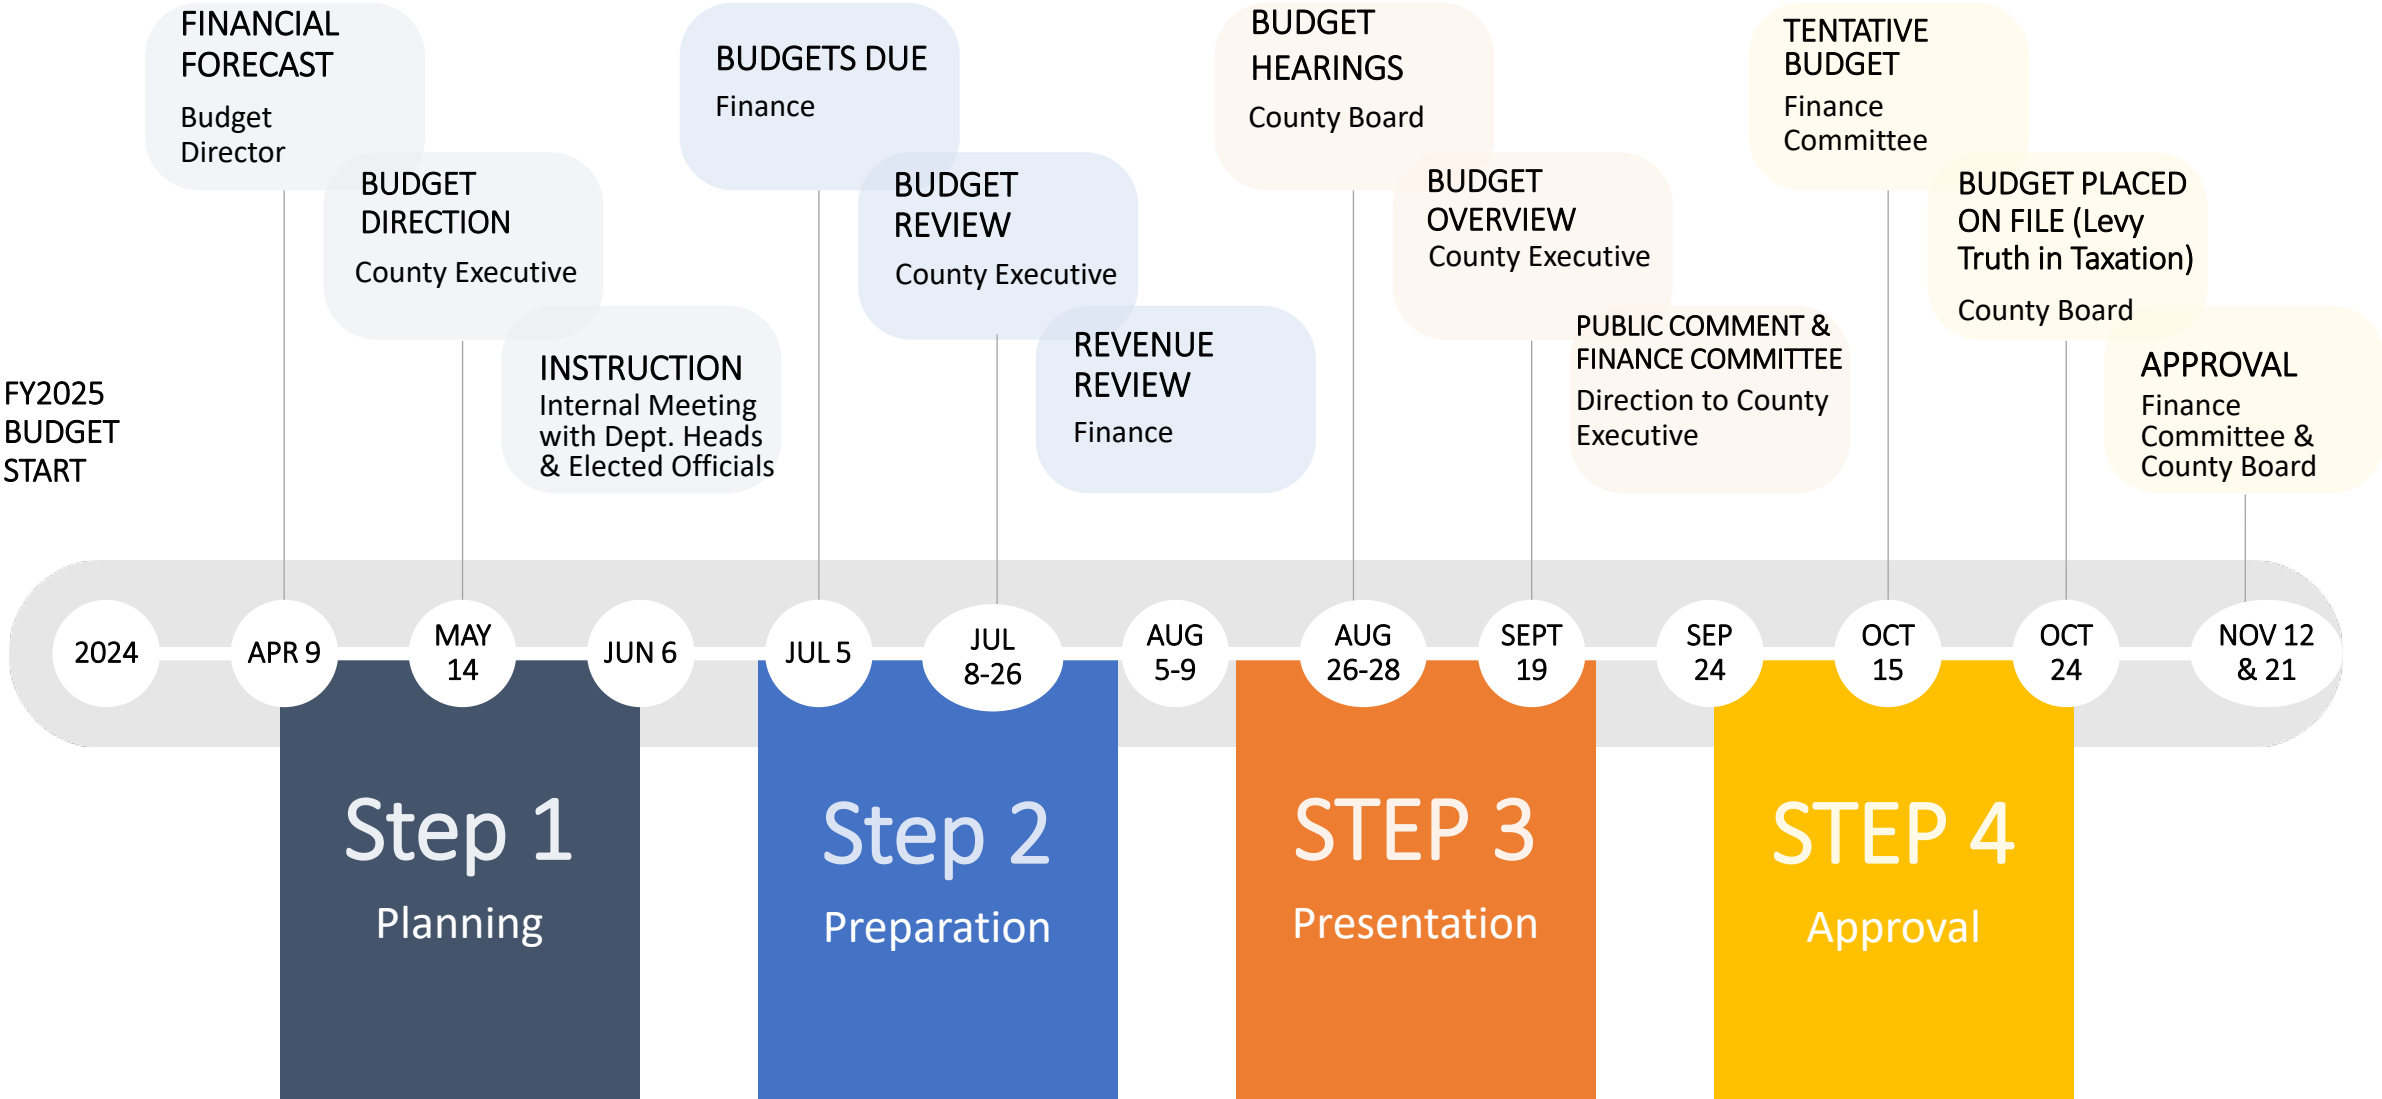 FINANCIAL
FORECAST
Budget
Director
BUDGET
DIRECTION
County Executive
INSTRUCTION
Internal Meeting
with Dept. Heads
& Elected Officials
BUDGETS DUE
Finance
BUDGET
REVIEW
County Executive
REVENUE
REVIEW
Finance
BUDGET
HEARINGS
County Board
BUDGET
OVERVIEW
County Executive
PUBLIC COMMENT &
FINANCE COMMITTEE
Direction to County
Executive
TENTATIVE
BUDGET
Finance
Committee
BUDGET PLACED
ON FILE (Levy
Truth in Taxation)
County Board
APPROVAL
Finance
Committee &
County Board
FY2025
BUDGET
START
2024
APR 9
MAY
14
JUN 6
JUL 5
JUL
8-26
AUG
5-9
AUG
26-28
SEPT
19
SEP
24
OCT
15
OCT
24
NOV 12
& 21
Step 1
Planning
Step 2
Preparation
STEP 3
Presentation
STEP 4
Approval